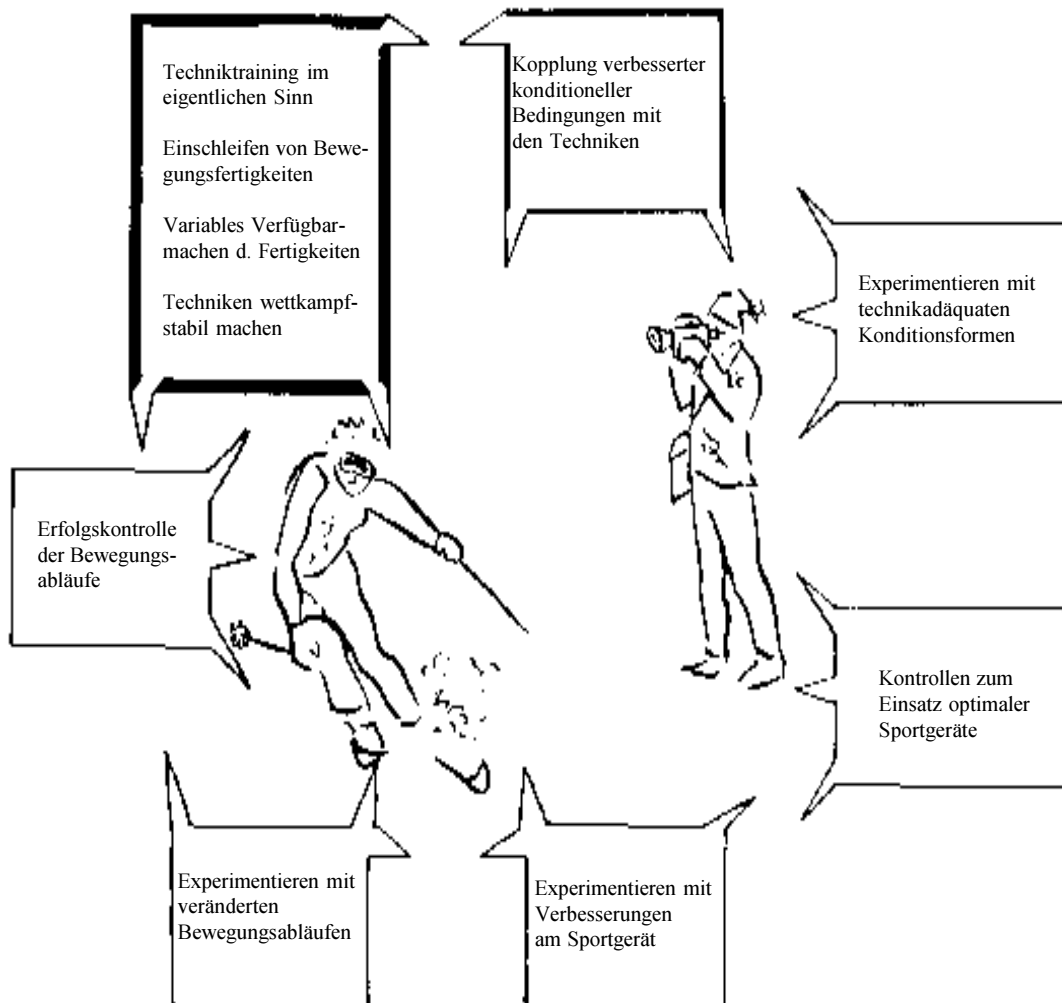 Techniktraining im
eigentlichen Sinn
Einschleifen von Bewe-
gungsfertigkeiten
Variables Verfügbar-
machen d. Fertigkeiten
Techniken wettkampf-
stabil machen
Kopplung verbesserter
konditioneller
Bedingungen mit
den Techniken
Experimentieren mit
technikadäquaten
Konditionsformen
Erfolgskontrolle
der Bewegungs-
abläufe
Kontrollen zum
Einsatz optimaler
Sportgeräte
Experimentieren mit
veränderten
Bewegungsabläufen
Experimentieren mit
Verbesserungen
am Sportgerät